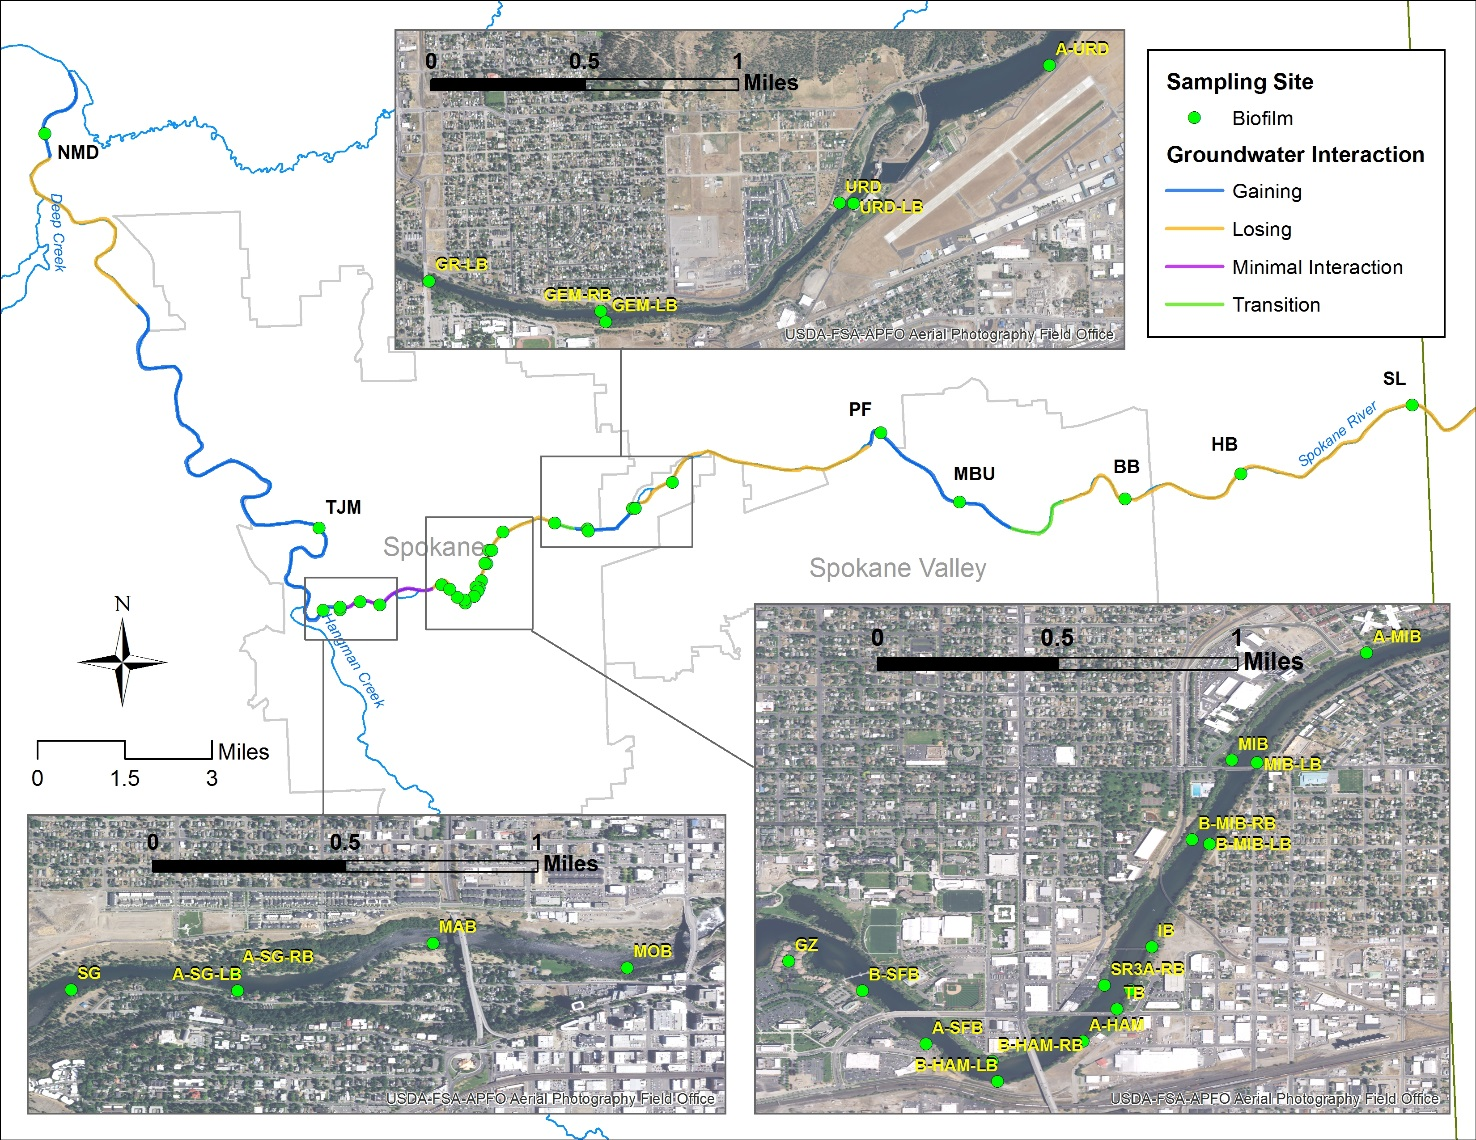 0 0.5 1
Miles
A-URD
URD
URD-LB
GR-LB
GEM-RB
GEM-LB
USDA-FSA-APFO Aerial Photography Field Office
Sampling Site
Biofilm
Groundwater Interaction
Gaining
Losing
Minimal Interaction
Transition
NMD
Deep Creek
SL
PF
Spokane River
HB
BB
MBU
TJM
Spokane
Spokane Valley
N
Hangman Creek
Miles
0 1.5 3
0 0.5 1
Miles
A-MIB
MIB
MIB-LB
B-MIB-RB
B-MIB-LB
IB
GZ
SR3A-RB
B-SFB
TB
A-SFB
A-HAM
B-HAM-RB
B-HAM-LB
USDA-FSA-APFO Aerial Photography Field Office
0 0.5 1
Miles
MAB
A-SG-RB
MOB
SG
A-SG-LB
USDA-FSA-APFO Aerial Photography Field Office